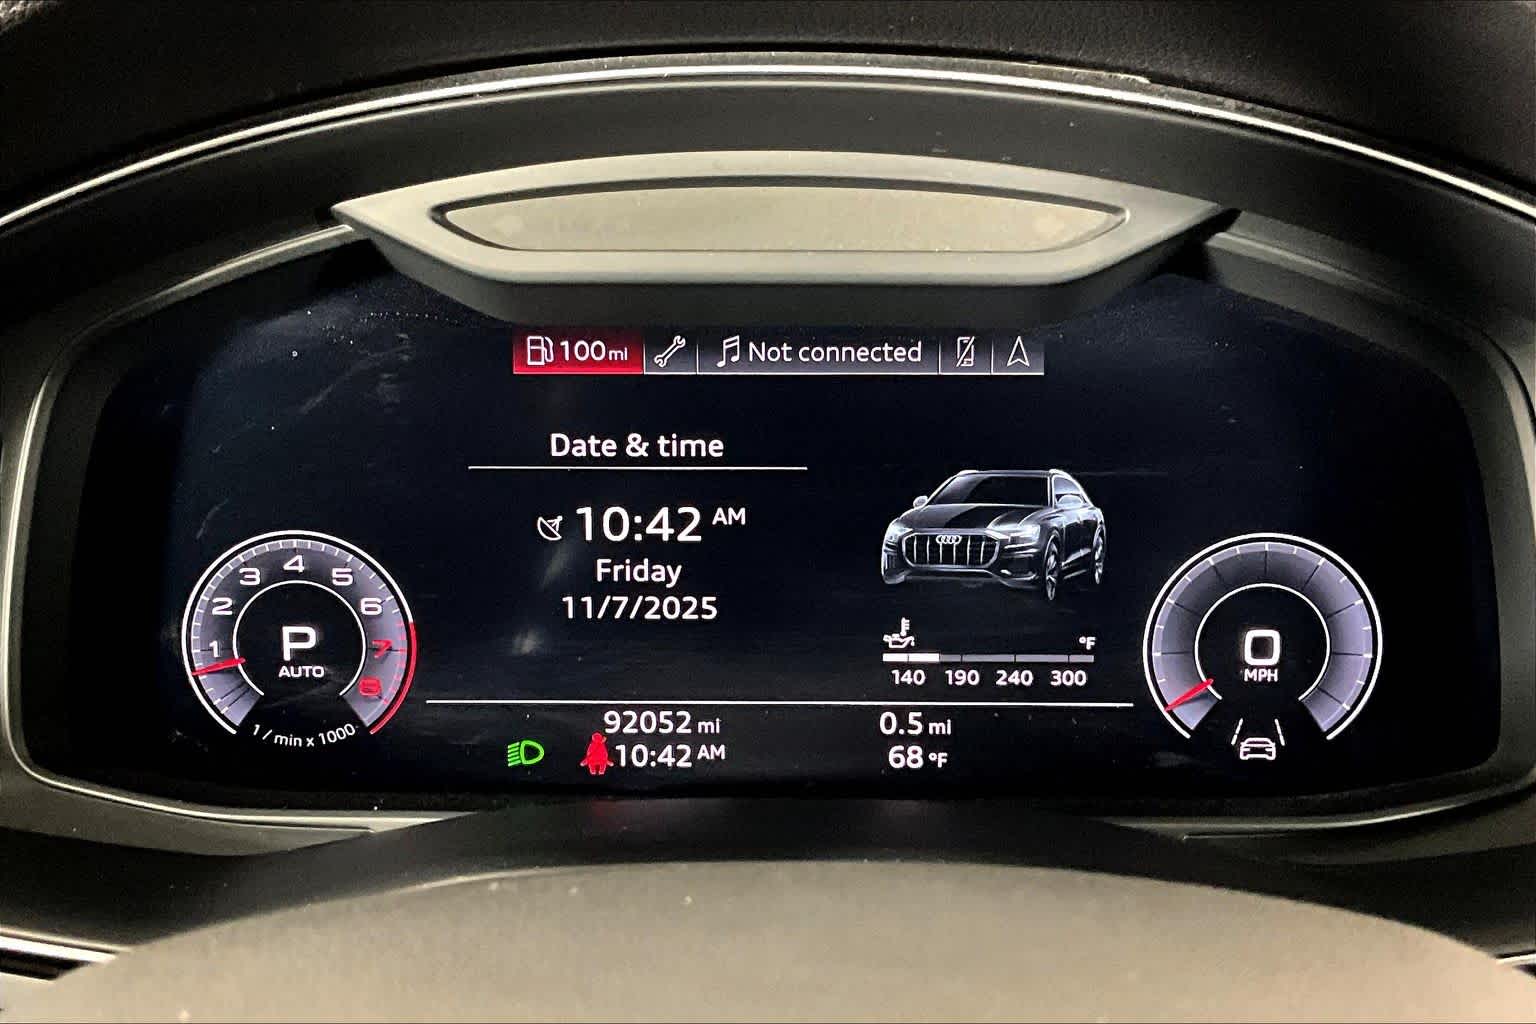 100 mi Not connected
Date & time
10:42 AM
Friday
11/7/2025
1 2 3 4 5 6 7 8
P
AUTO
1 / min x 1000
°F
140 190 240 300
0
MPH
92052 mi 0.5 mi
10:42 AM 68 °F